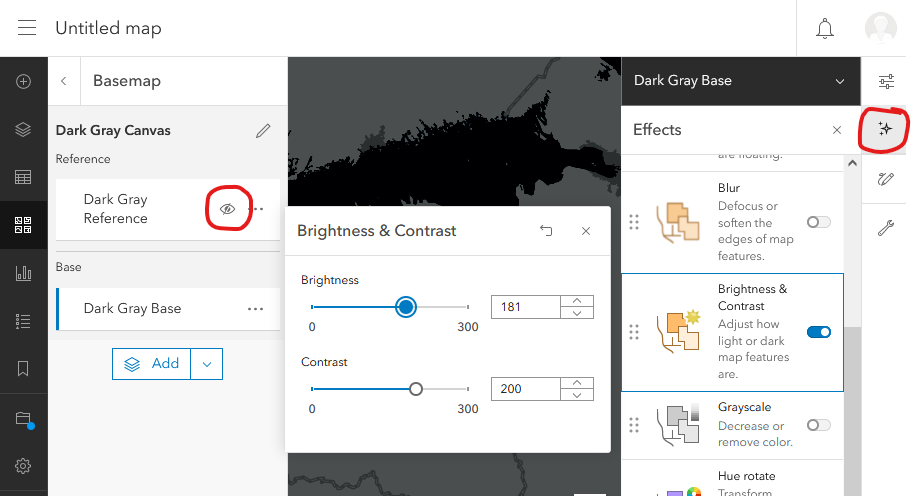 Untitled map
Basemap
Dark Gray Canvas
Reference
Dark Gray
Reference
Base
Dark Gray Base
Add
Brightness & Contrast
Brightness
181
0
300
Contrast
200
0
300
Dark Gray Base
Effects
are floating.
Blur
Defocus or
soften the
edges of map
features.
Brightness &
Contrast
Adjust how
light or dark
map features
are.
Grayscale
Decrease or
remove color.
Hue rotate
Transform